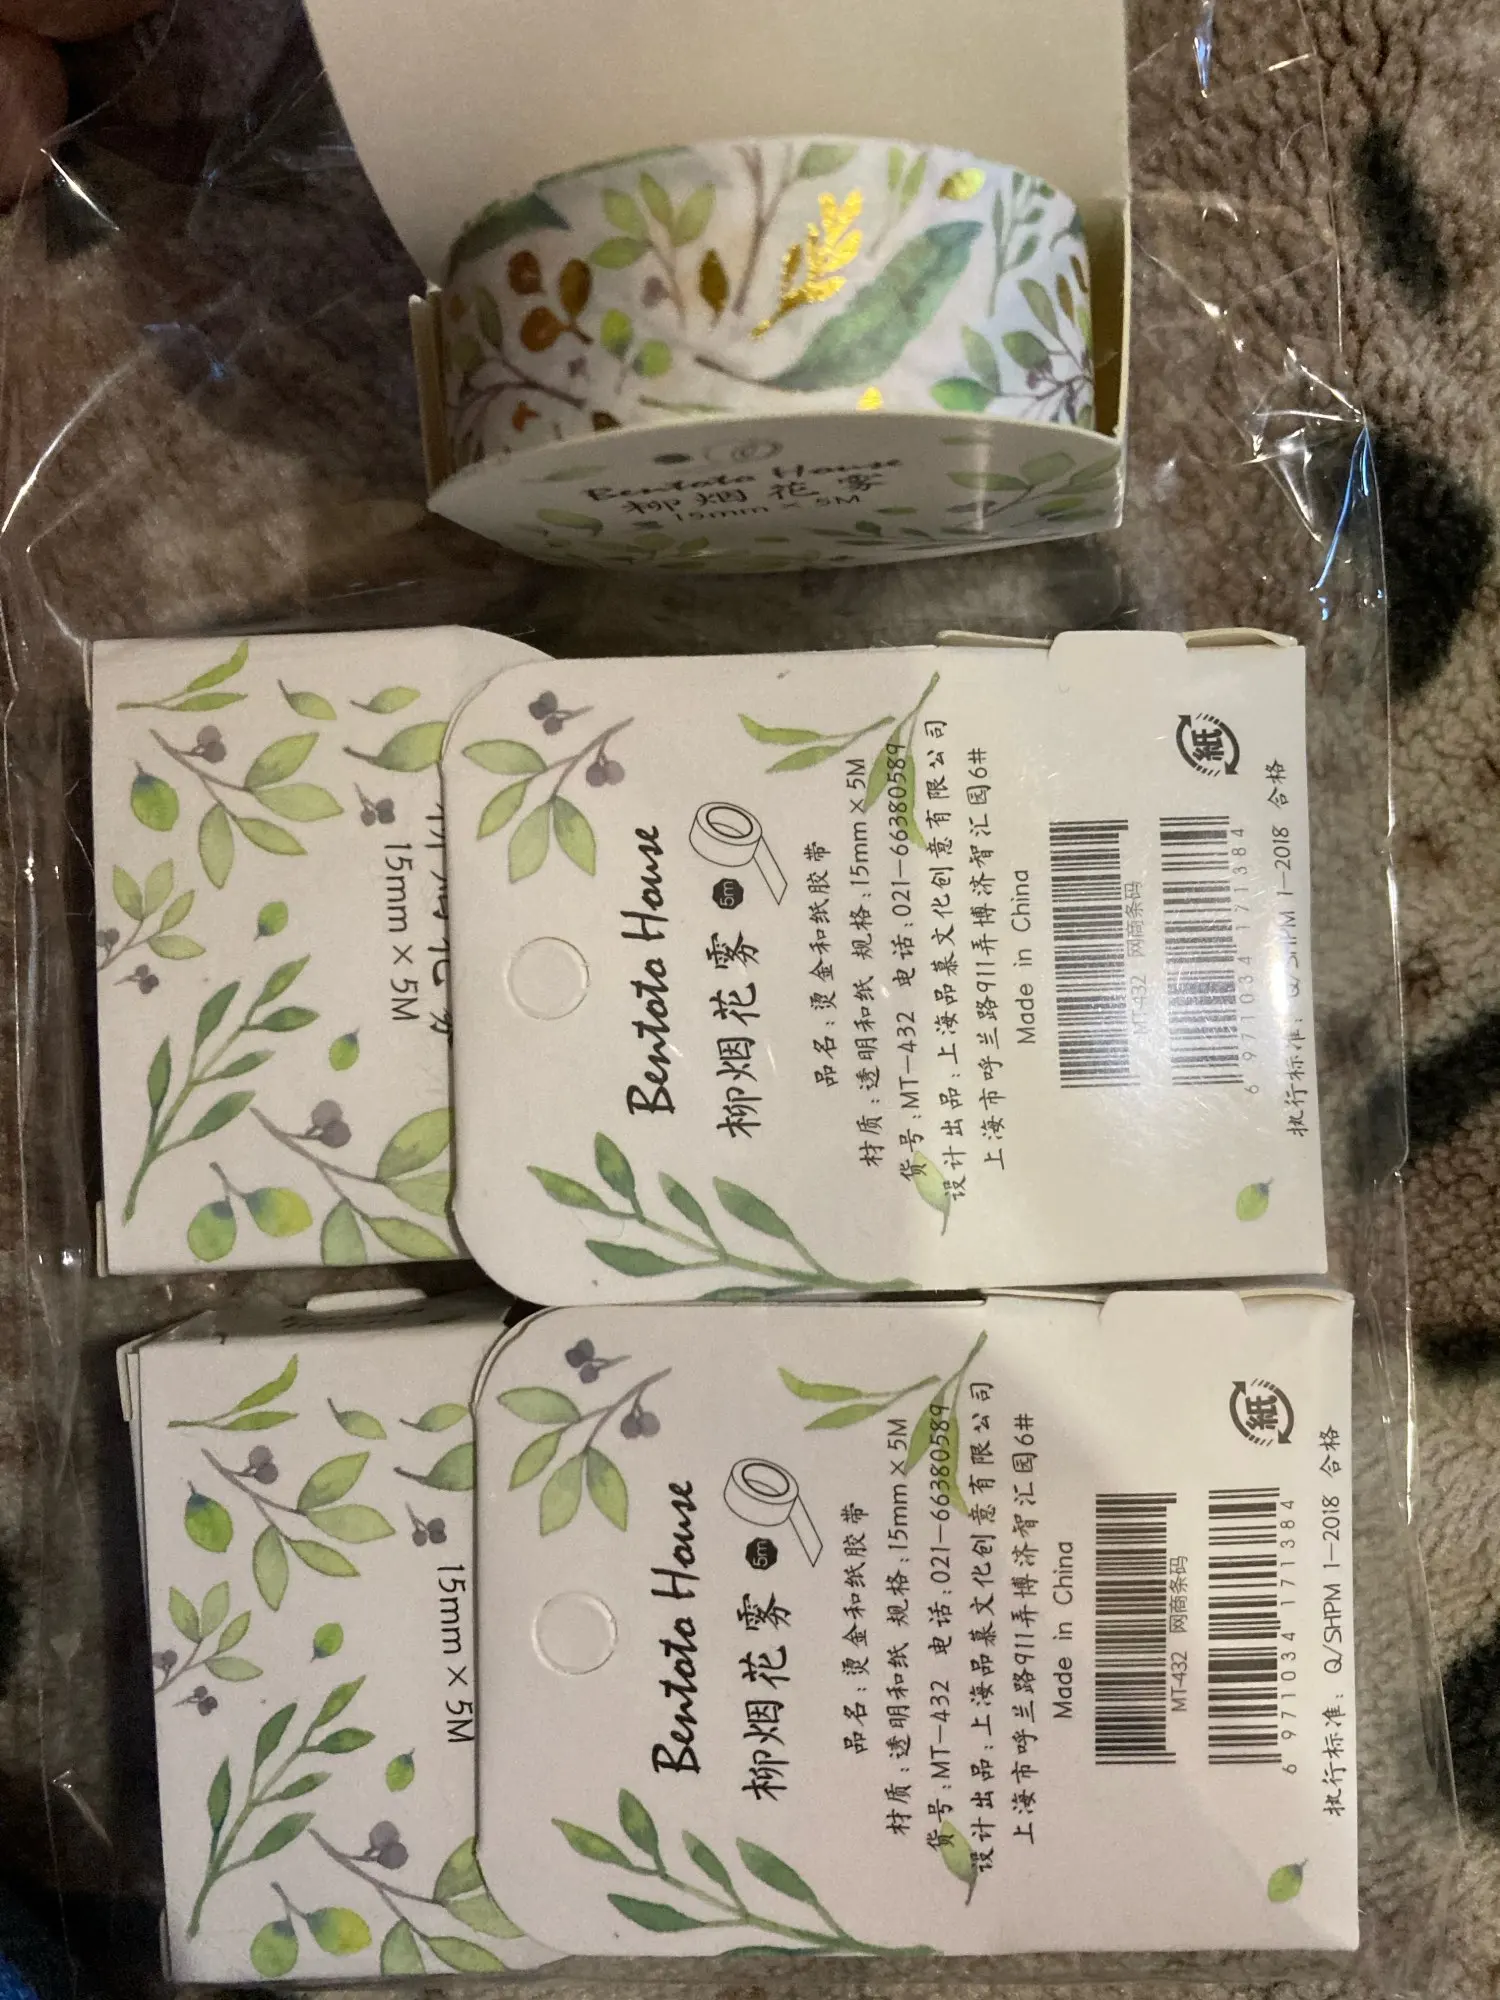 Bentoto House
柳烟花雾
15mm × 5M
15mm × 5M
Bentoto House
柳烟花雾
5m
品名:烫金和纸胶带
材质:透明和纸 规格:15mm×5M
货号:MT-432 电话:021-66380589
设计出品:上海品慕文化创意有限公司
上海市呼兰路911弄博济智汇园6#
Made in China
MT-432 网商条码
6 971034 171384
紙
执行标准: Q/SHPM 1-2018 合格
15mm × 5M
Bentoto House
柳烟花雾
5m
品名:烫金和纸胶带
材质:透明和纸 规格:15mm×5M
货号:MT-432 电话:021-66380589
设计出品:上海品慕文化创意有限公司
上海市呼兰路911弄博济智汇园6#
Made in China
MT-432 网商条码
6 971034 171384
紙
执行标准: Q/SHPM 1-2018 合格